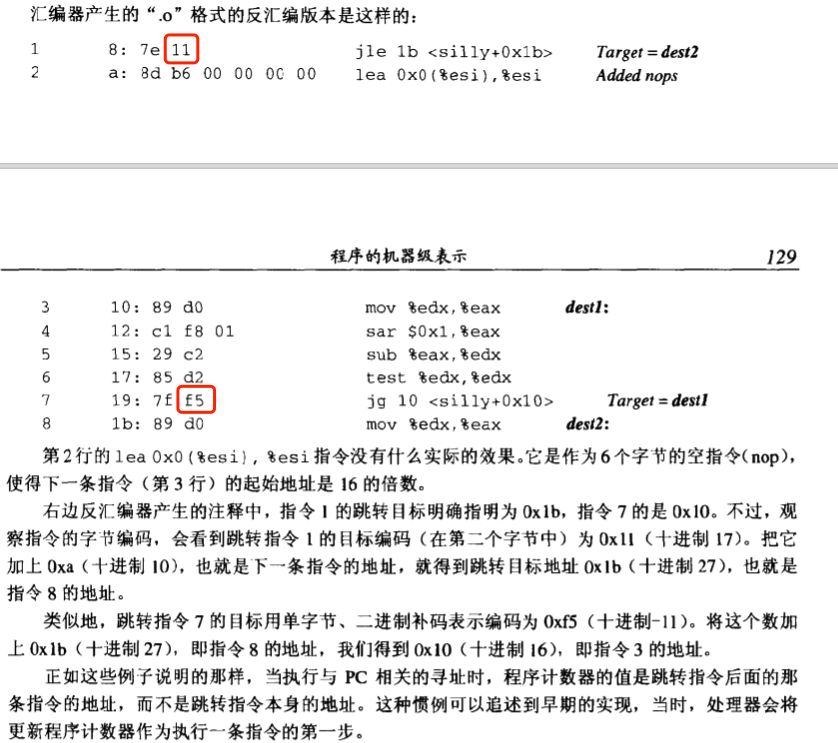 汇编器产生的“.o”格式的反汇编版本是这样的：
1 8: 7e 11 jle 1b <silly+0x1b> Target = dest2
2 a: 8d b6 00 00 00 00 lea 0x0(%esi),%esi Added nops
程序的机器级表示 129
3 10: 89 d0 mov %edx,%eax dest1:
4 12: c1 f8 01 sar $0x1,%eax
5 15: 29 c2 sub %eax,%edx
6 17: 85 d2 test %edx,%edx
7 19: 7f f5 jg 10 <silly+0x10> Target = dest1
8 1b: 89 d0 mov %edx,%eax dest2:
第2行的lea 0x0(%esi), %esi指令没有什么实际的效果。它是作为6个字节的空指令(nop)，
使得下一条指令（第3行）的起始地址是16的倍数。
右边反汇编器产生的注释中，指令1的跳转目标明确指明为0x1b，指令7的是0x10。不过，观
察指令的字节编码，会看到跳转指令1的目标编码（在第二个字节中）为0x11（十进制17）。把它
加上0xa（十进制10），也就是下一条指令的地址，就得到跳转目标地址0x1b（十进制27），也就是
指令8的地址。
类似地，跳转指令7的目标用单字节、二进制补码表示编码为0xf5（十进制-11）。将这个数加
上0x1b（十进制27），即指令8的地址，我们得到0x10（十进制16），即指令3的地址。
正如这些例子说明的那样，当执行与PC相关的寻址时，程序计数器的值是跳转指令后面的那
条指令的地址，而不是跳转指令本身的地址。这种惯例可以追述到早期的实现，当时，处理器会将
更新程序计数器作为执行一条指令的第一步。